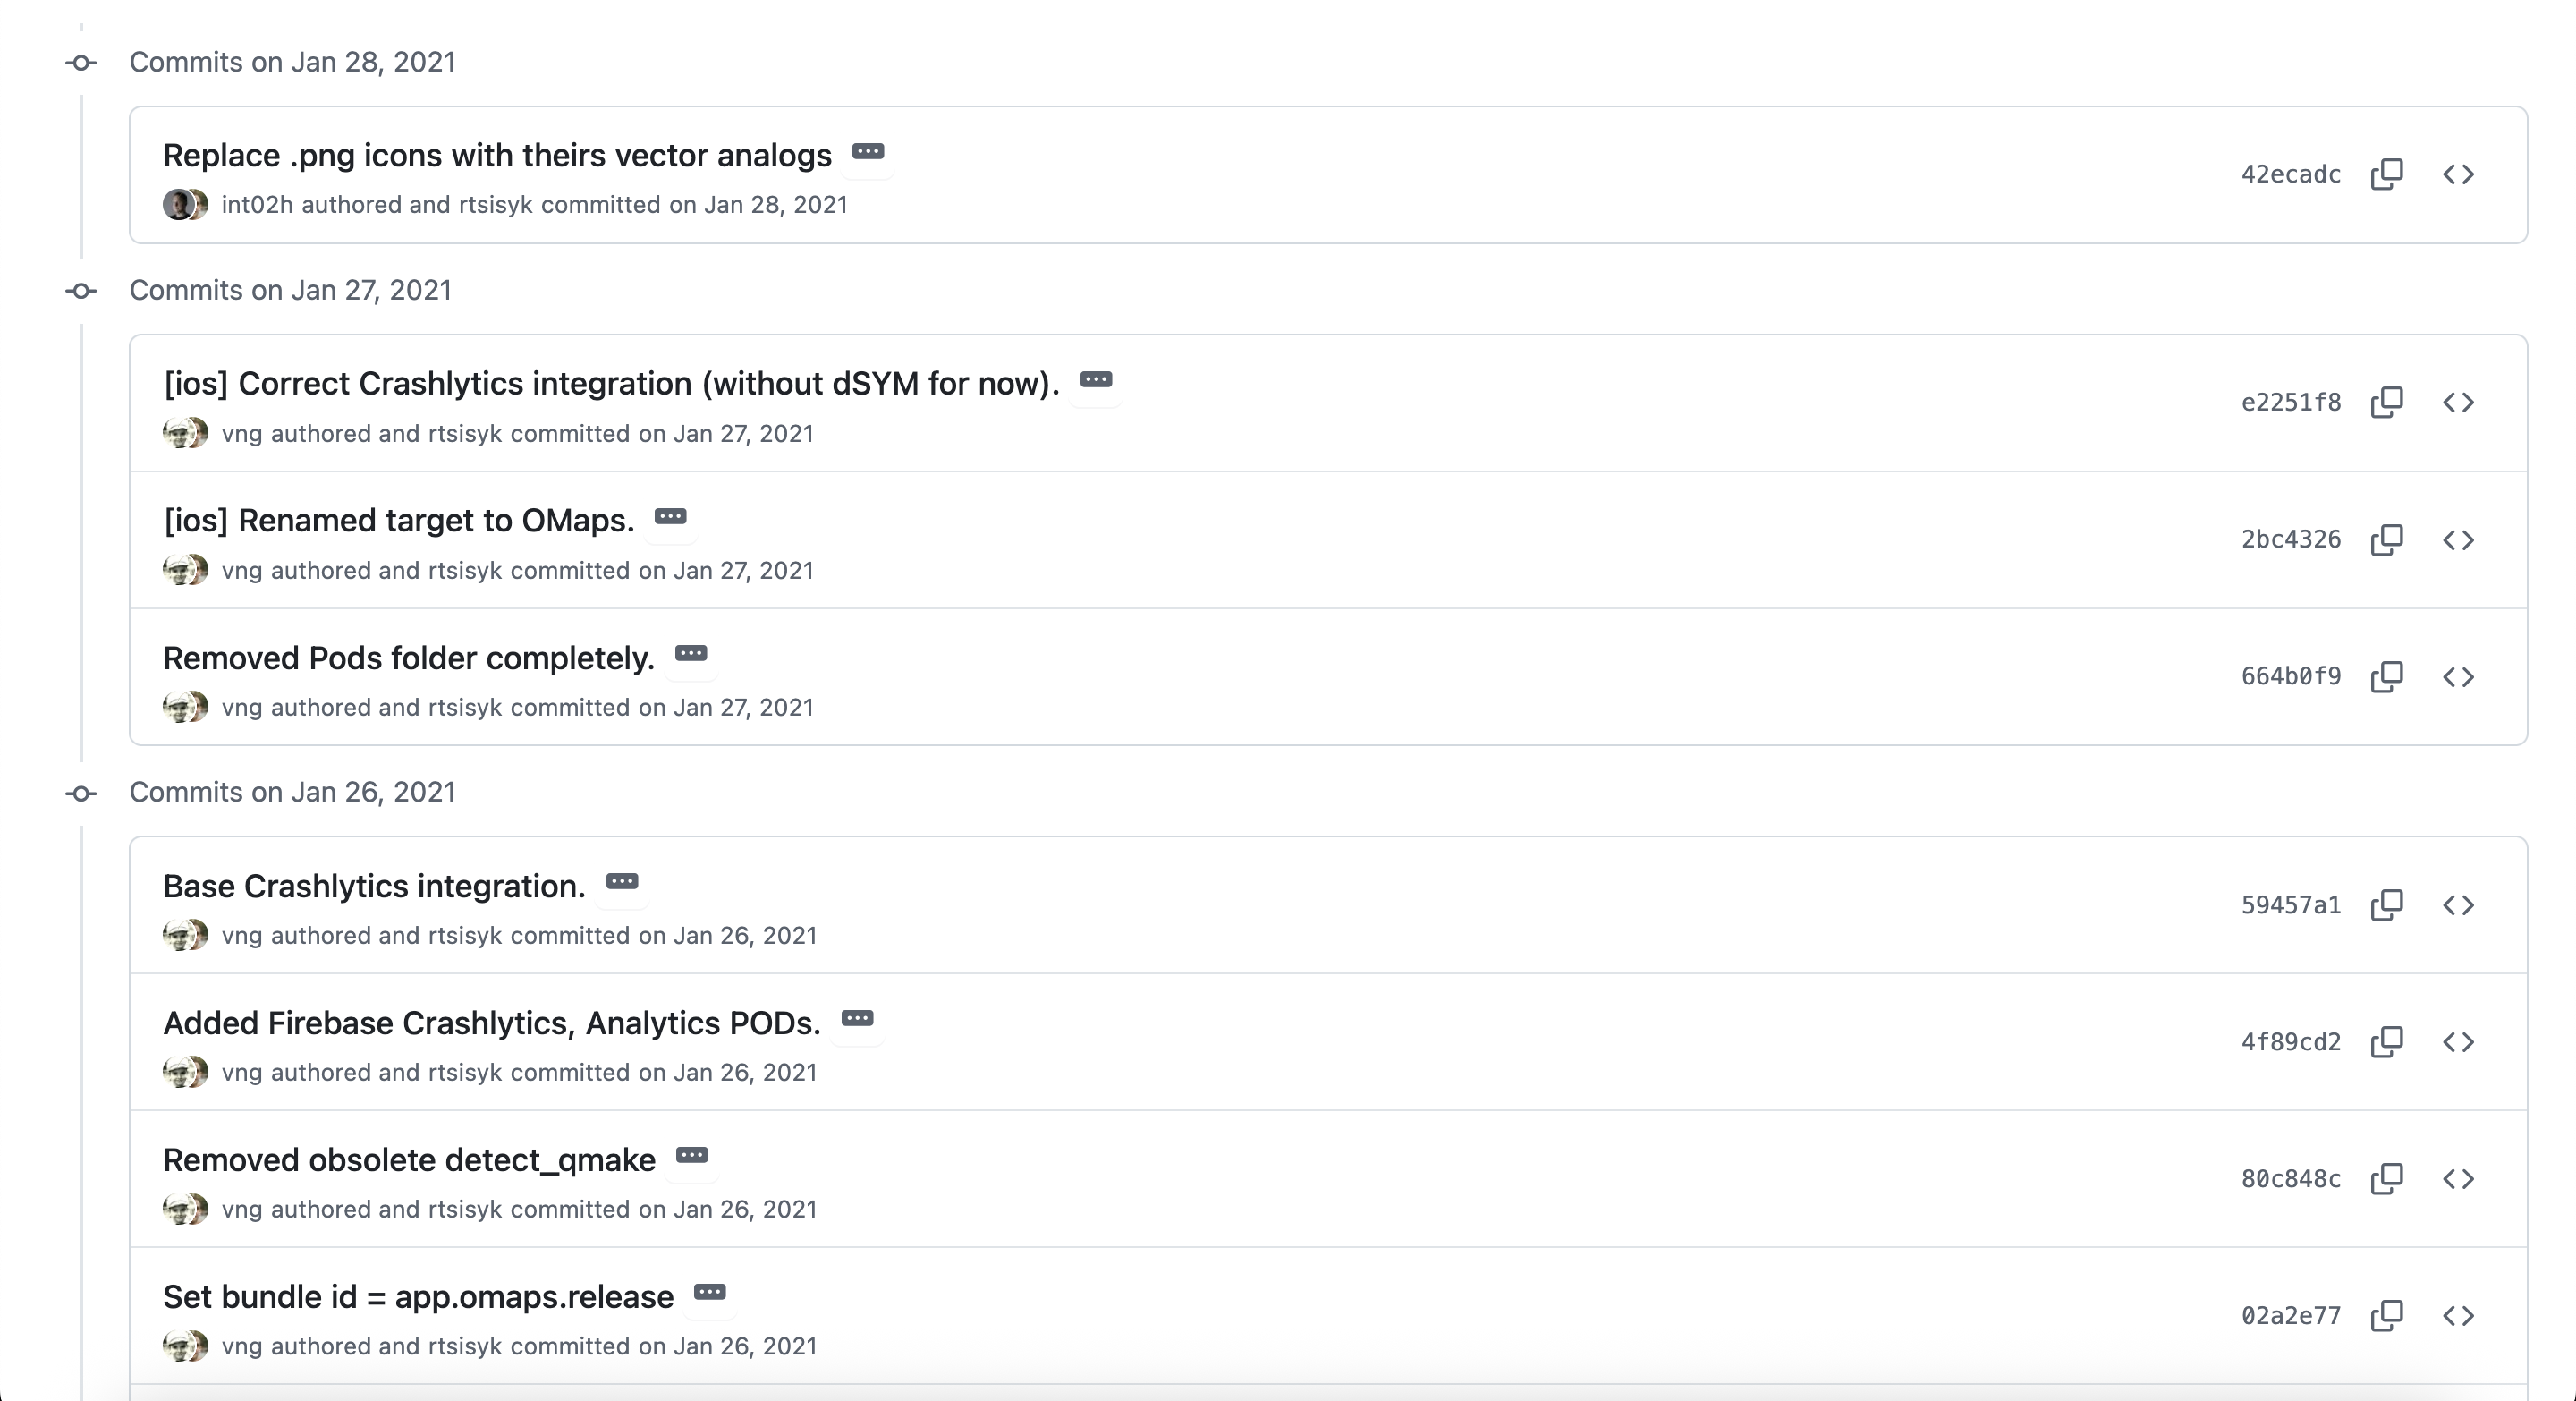 Commits on Jan 28, 2021
Replace .png icons with theirs vector analogs
42ecadc
int02h authored and rtsisyk committed on Jan 28, 2021
Commits on Jan 27, 2021
[ios] Correct Crashlytics integration (without dSYM for now).
e2251f8
vng authored and rtsisyk committed on Jan 27, 2021
[ios] Renamed target to OMaps.
2bc4326
vng authored and rtsisyk committed on Jan 27, 2021
Removed Pods folder completely.
664b0f9
vng authored and rtsisyk committed on Jan 27, 2021
Commits on Jan 26, 2021
Base Crashlytics integration.
59457a1
vng authored and rtsisyk committed on Jan 26, 2021
Added Firebase Crashlytics, Analytics PODs.
4f89cd2
vng authored and rtsisyk committed on Jan 26, 2021
Removed obsolete detect_qmake
80c848c
vng authored and rtsisyk committed on Jan 26, 2021
Set bundle id = app.omaps.release
02a2e77
vng authored and rtsisyk committed on Jan 26, 2021